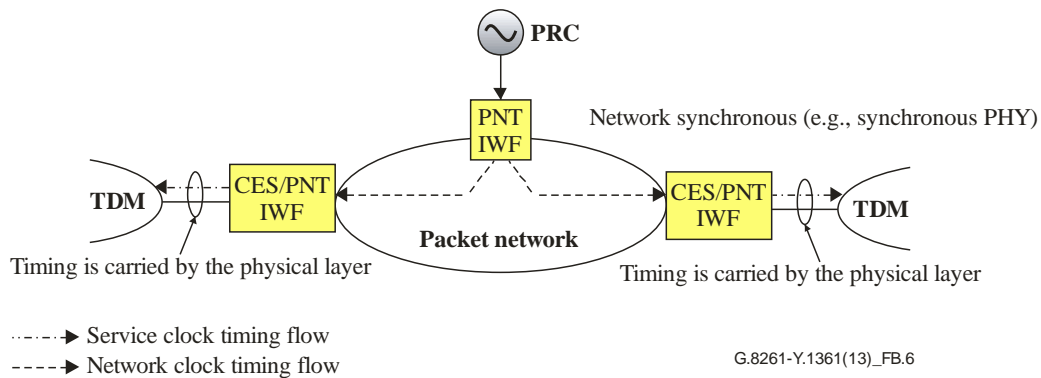 PRC
PNT
IWF
Network synchronous (e.g., synchronous PHY)
TDM
CES/PNT
IWF
Packet network
CES/PNT
IWF
TDM
Timing is carried by the physical layer
Timing is carried by the physical layer
Service clock timing flow
Network clock timing flow
G.8261-Y.1361(13)_FB.6